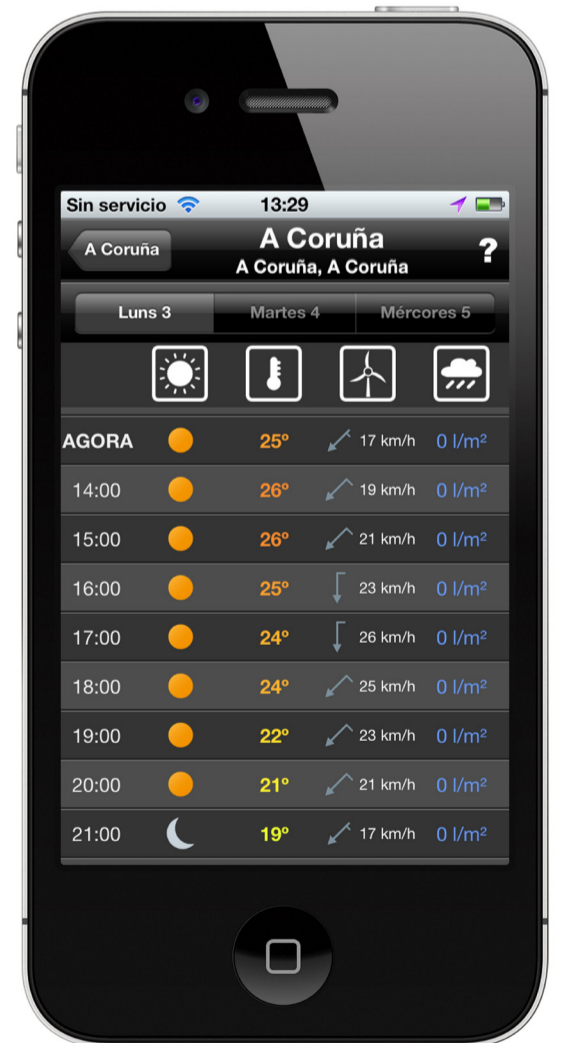 Sin servicio 13:29
A Coruña
A Coruña
A Coruña, A Coruña
?
Luns 3 Martes 4 Mércores 5
AGORA 25º 17 km/h 0 l/m²
14:00 26º 19 km/h 0 l/m²
15:00 26º 21 km/h 0 l/m²
16:00 25º 23 km/h 0 l/m²
17:00 24º 26 km/h 0 l/m²
18:00 24º 25 km/h 0 l/m²
19:00 22º 23 km/h 0 l/m²
20:00 21º 21 km/h 0 l/m²
21:00 19º 17 km/h 0 l/m²